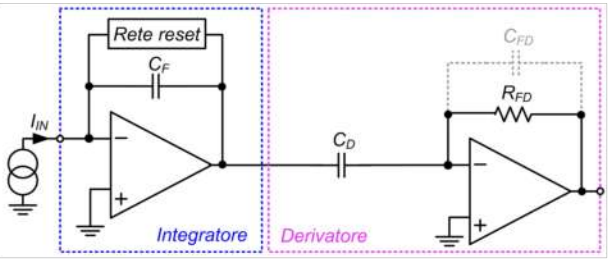 Rete reset
C_F
C_FD
R_FD
I_IN
C_D
−
+
−
+
Integratore
Derivatore